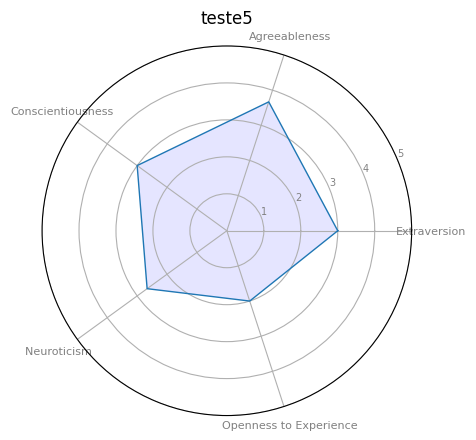 teste5
Agreeableness
Conscientiousness
5
4
3
2
1
Extraversion
Neuroticism
Openness to Experience